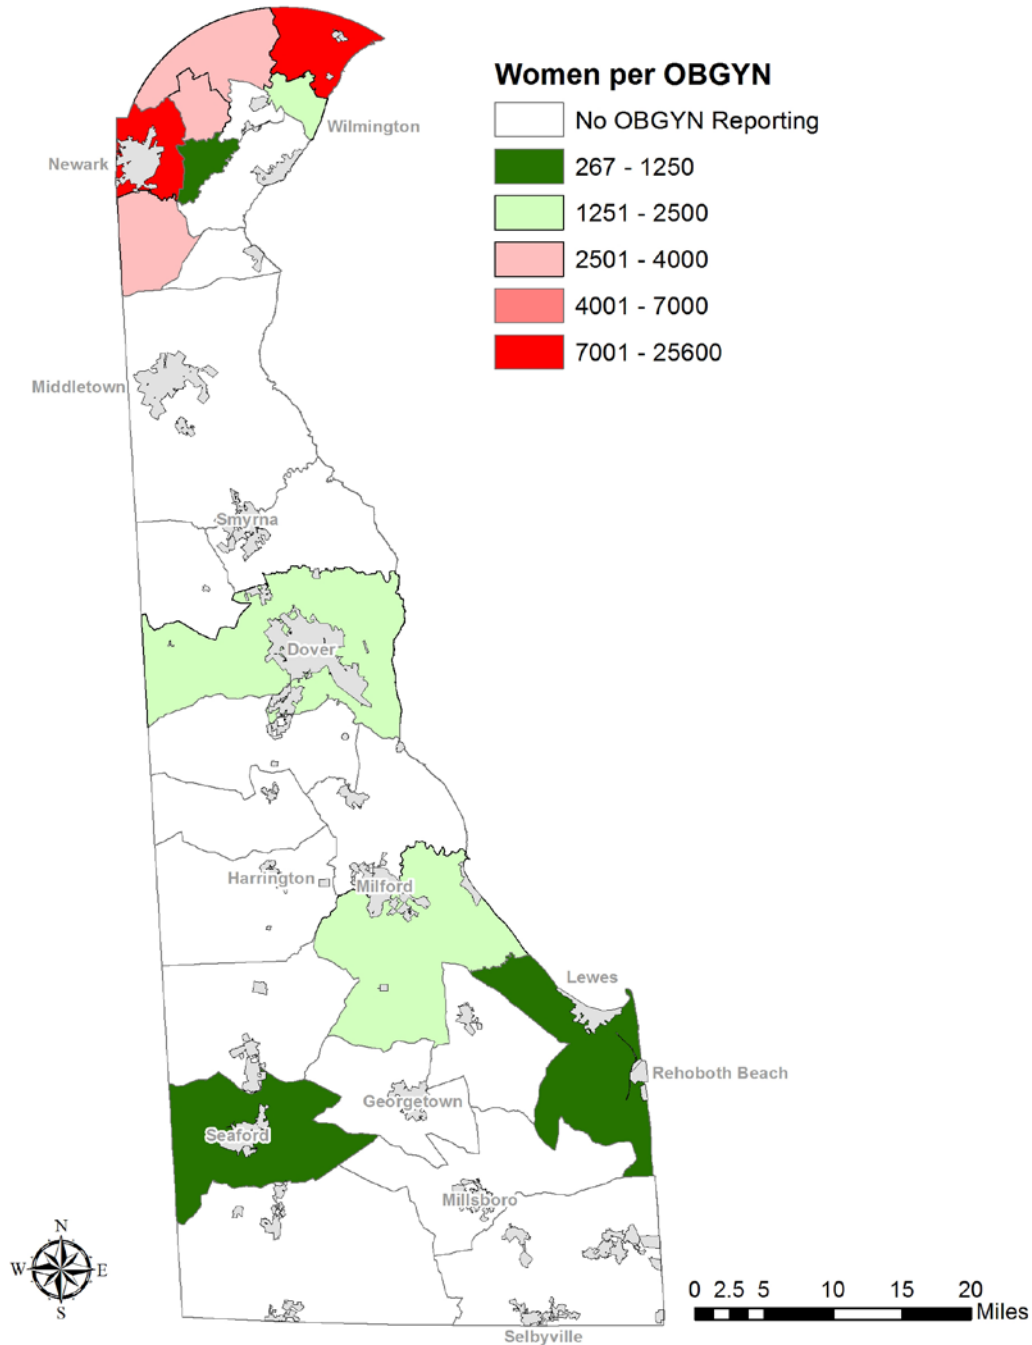 Women per OBGYN
No OBGYN Reporting
267 - 1250
1251 - 2500
2501 - 4000
4001 - 7000
7001 - 25600
Wilmington
Newark
Middletown
Smyrna
Dover
Harrington
Milford
Lewes
Rehoboth Beach
Georgetown
Seaford
Millsboro
Selbyville
N
W E
S
0 2.5 5 10 15 20
Miles